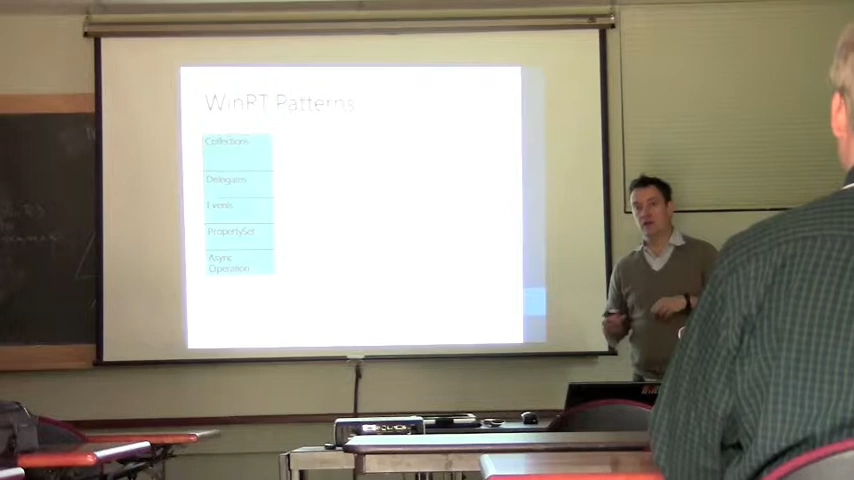 WinRT Patterns
Collections
Delegates
Events
PropertySet
Async
Operation